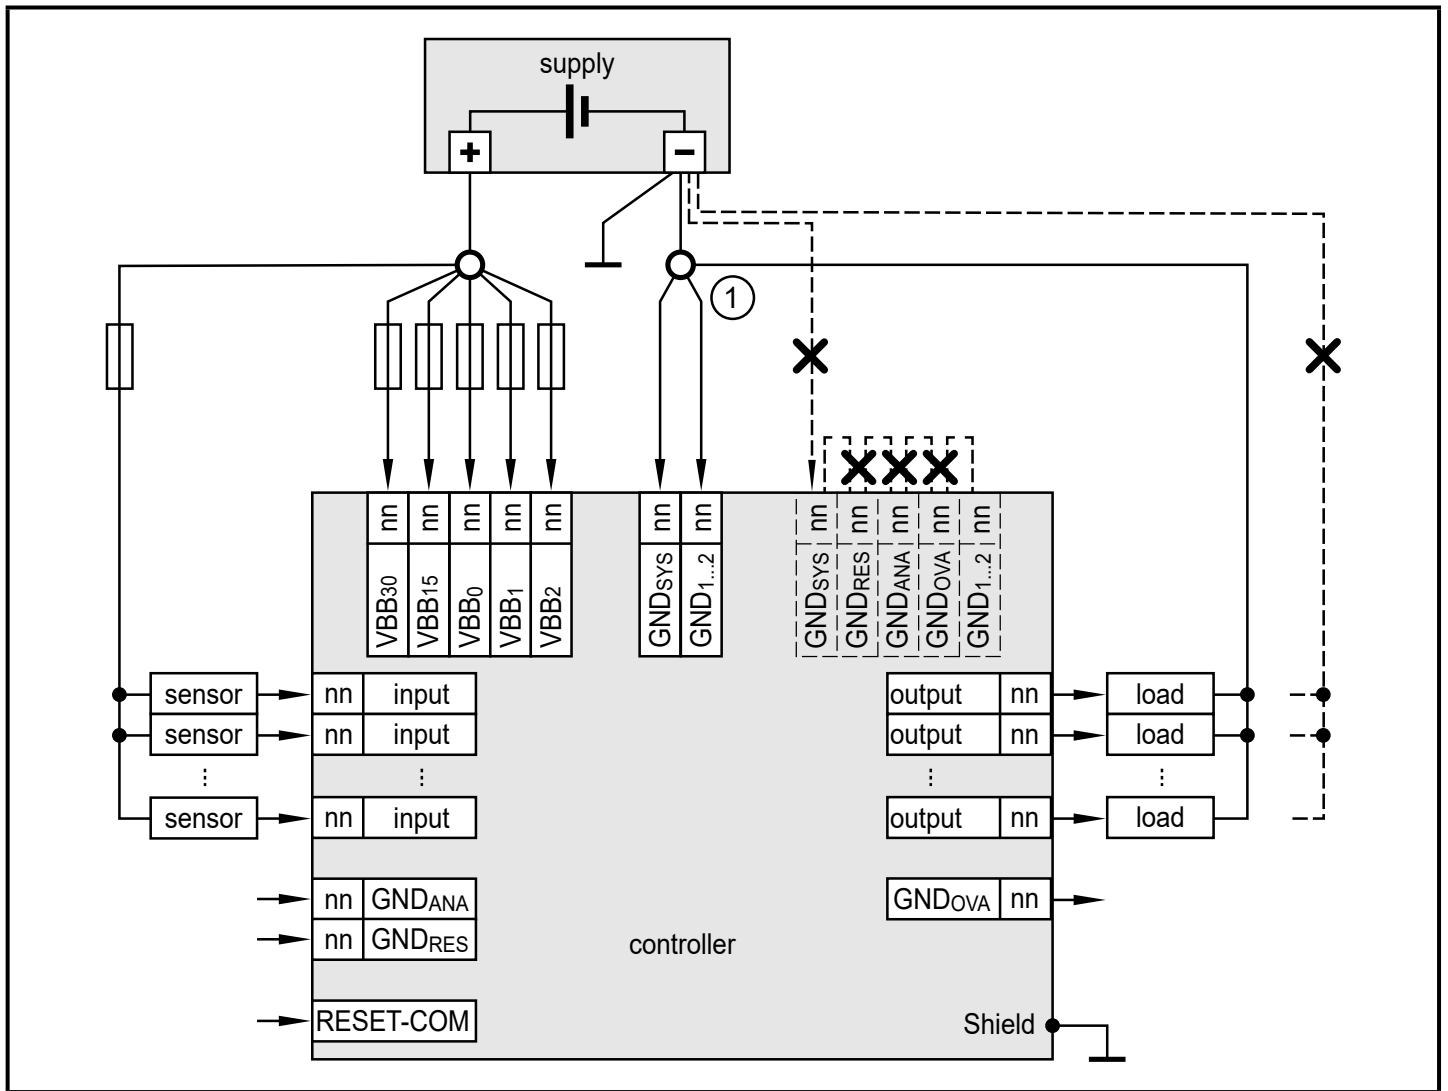 supply
+ −
1
nn nn nn nn nn nn nn nn nn nn nn nn
VBB30 VBB15 VBB0 VBB1 VBB2 GNDSYS GND1...2 GNDSYS GNDRES GNDANA GNDOVA GND1...2
sensor nn input output nn load
sensor nn input output nn load
sensor nn input output nn load
nn GNDANA GNDOVA nn
nn GNDRES controller
RESET-COM Shield